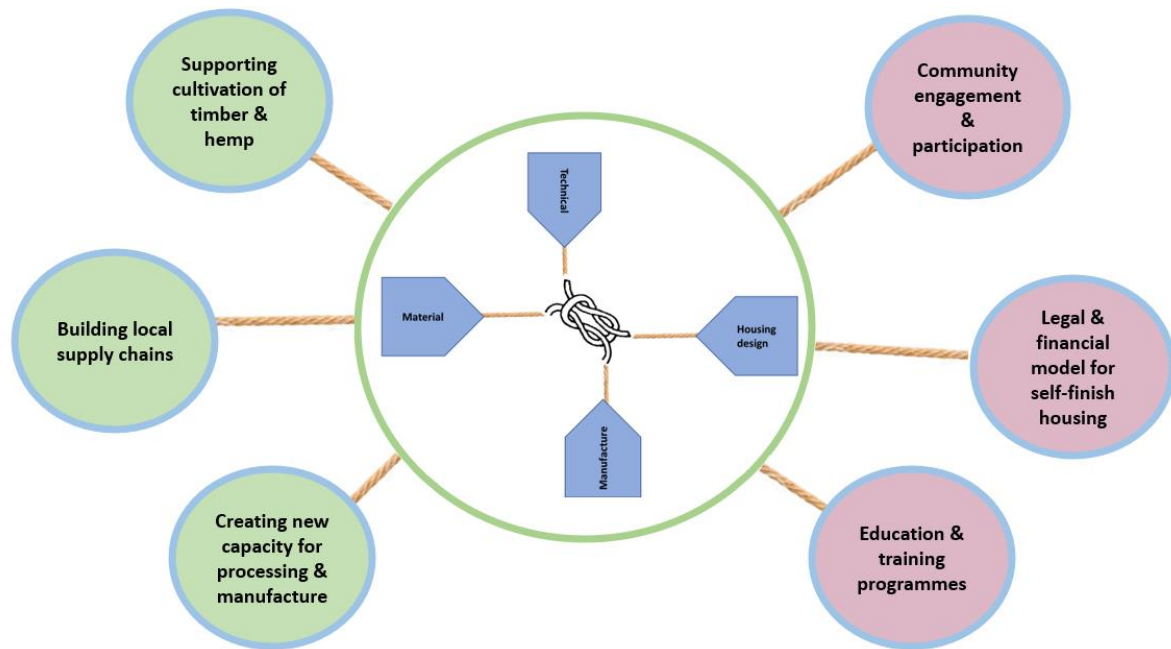 Supporting
cultivation of
timber &
hemp
Community
engagement
&
participation
Technical
Material
Housing
design
Manufacture
Building local
supply chains
Legal &
financial
model for
self-finish
housing
Creating new
capacity for
processing &
manufacture
Education &
training
programmes